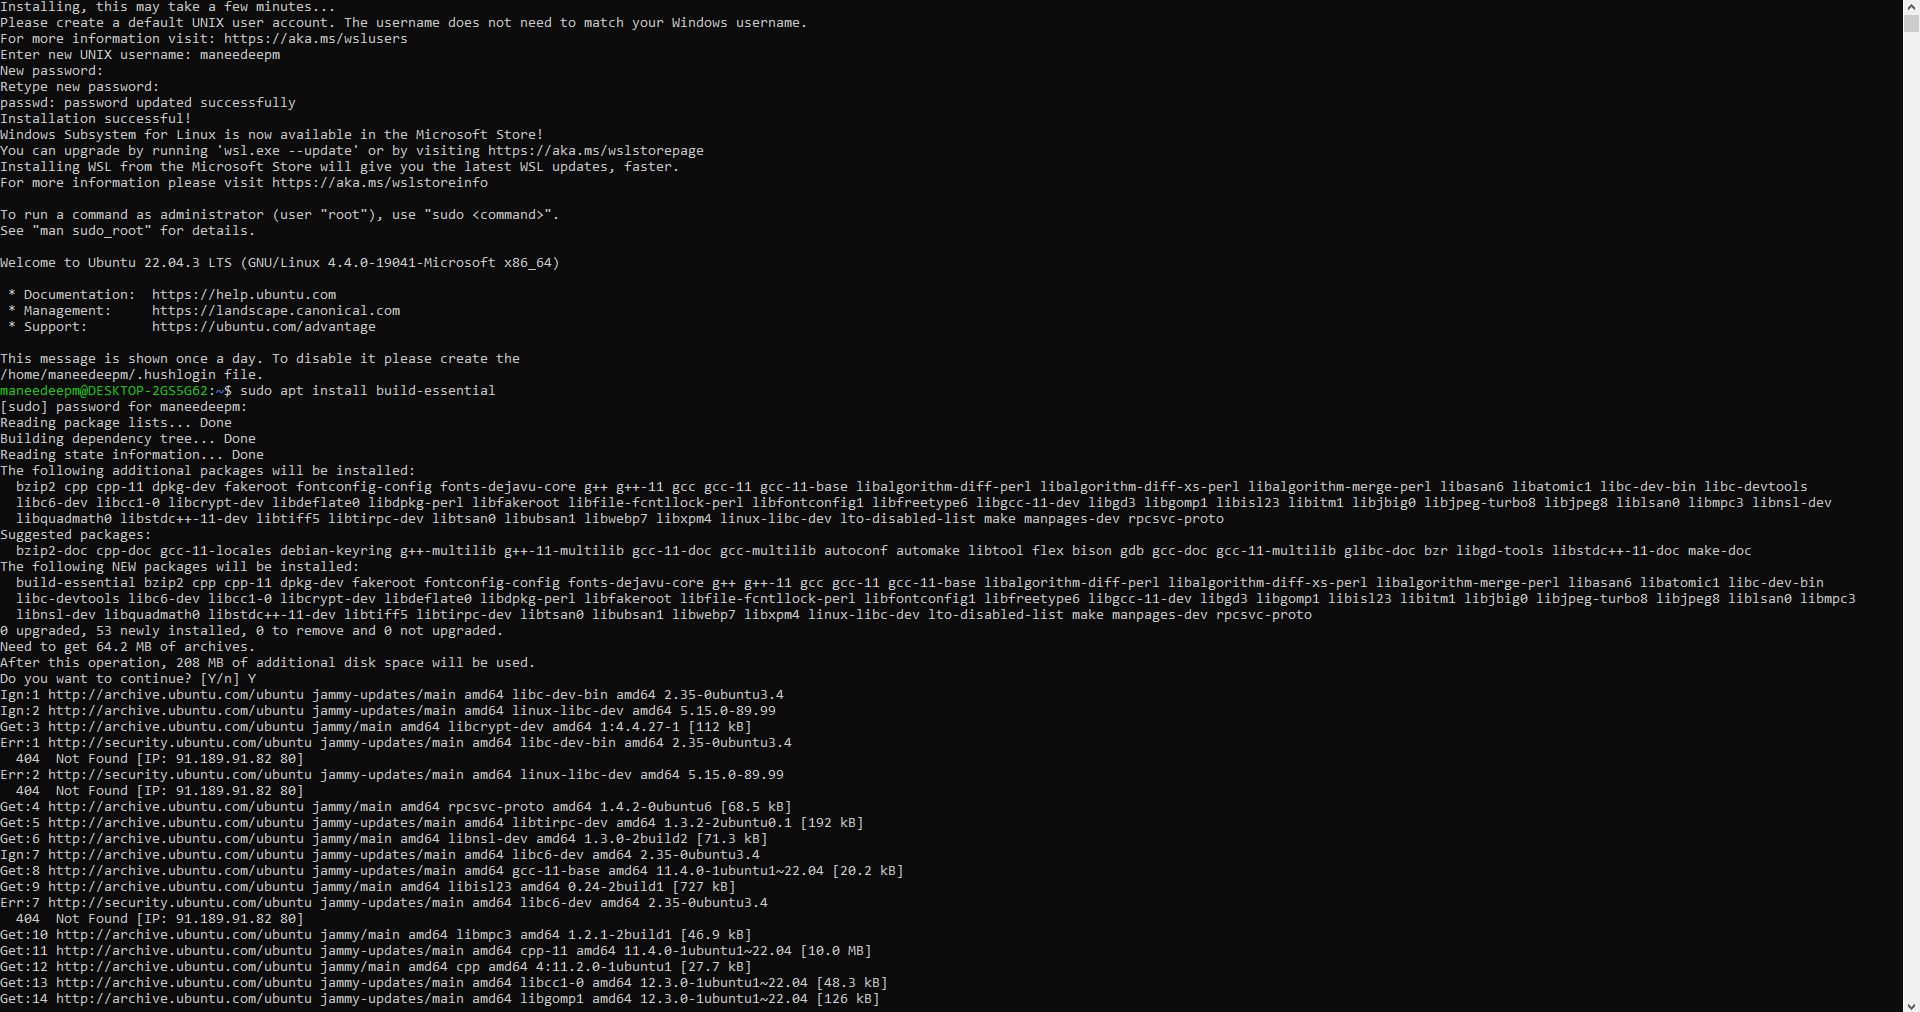 Installing, this may take a few minutes...
Please create a default UNIX user account. The username does not need to match your Windows username.
For more information visit: https://aka.ms/wslusers
Enter new UNIX username: maneedeepm
New password:
Retype new password:
passwd: password updated successfully
Installation successful!
Windows Subsystem for Linux is now available in the Microsoft Store!
You can upgrade by running 'wsl.exe --update' or by visiting https://aka.ms/wslstorepage
Installing WSL from the Microsoft Store will give you the latest WSL updates, faster.
For more information please visit https://aka.ms/wslstoreinfo

To run a command as administrator (user "root"), use "sudo <command>".
See "man sudo_root" for details.

Welcome to Ubuntu 22.04.3 LTS (GNU/Linux 4.4.0-19041-Microsoft x86_64)

 * Documentation:  https://help.ubuntu.com
 * Management:     https://landscape.canonical.com
 * Support:        https://ubuntu.com/advantage

This message is shown once a day. To disable it please create the
/home/maneedeepm/.hushlogin file.
maneedeepm@DESKTOP-2GS5G62:~$ sudo apt install build-essential
[sudo] password for maneedeepm:
Reading package lists... Done
Building dependency tree... Done
Reading state information... Done
The following additional packages will be installed:
  bzip2 cpp cpp-11 dpkg-dev fakeroot fontconfig-config fonts-dejavu-core g++ g++-11 gcc gcc-11 gcc-11-base libalgorithm-diff-perl libalgorithm-diff-xs-perl libalgorithm-merge-perl libasan6 libatomic1 libc-dev-bin libc-devtools
  libc6-dev libcc1-0 libcrypt-dev libdeflate0 libdpkg-perl libfakeroot libfile-fcntllock-perl libfontconfig1 libfreetype6 libgcc-11-dev libgd3 libgomp1 libisl23 libitm1 libjbig0 libjpeg-turbo8 libjpeg8 liblsan0 libmpc3 libnsl-dev
  libquadmath0 libstdc++-11-dev libtiff5 libtirpc-dev libtsan0 libubsan1 libwebp7 libxpm4 linux-libc-dev lto-disabled-list make manpages-dev rpcsvc-proto
Suggested packages:
  bzip2-doc cpp-doc gcc-11-locales debian-keyring g++-multilib g++-11-multilib gcc-11-doc gcc-multilib autoconf automake libtool flex bison gdb gcc-doc gcc-11-multilib glibc-doc bzr libgd-tools libstdc++-11-doc make-doc
The following NEW packages will be installed:
  build-essential bzip2 cpp cpp-11 dpkg-dev fakeroot fontconfig-config fonts-dejavu-core g++ g++-11 gcc gcc-11 gcc-11-base libalgorithm-diff-perl libalgorithm-diff-xs-perl libalgorithm-merge-perl libasan6 libatomic1 libc-dev-bin
  libc-devtools libc6-dev libcc1-0 libcrypt-dev libdeflate0 libdpkg-perl libfakeroot libfile-fcntllock-perl libfontconfig1 libfreetype6 libgcc-11-dev libgd3 libgomp1 libisl23 libitm1 libjbig0 libjpeg-turbo8 libjpeg8 liblsan0 libmpc3
  libnsl-dev libquadmath0 libstdc++-11-dev libtiff5 libtirpc-dev libtsan0 libubsan1 libwebp7 libxpm4 linux-libc-dev lto-disabled-list make manpages-dev rpcsvc-proto
0 upgraded, 53 newly installed, 0 to remove and 0 not upgraded.
Need to get 64.2 MB of archives.
After this operation, 208 MB of additional disk space will be used.
Do you want to continue? [Y/n] Y
Ign:1 http://archive.ubuntu.com/ubuntu jammy-updates/main amd64 libc-dev-bin amd64 2.35-0ubuntu3.4
Ign:2 http://archive.ubuntu.com/ubuntu jammy-updates/main amd64 linux-libc-dev amd64 5.15.0-89.99
Get:3 http://archive.ubuntu.com/ubuntu jammy/main amd64 libcrypt-dev amd64 1:4.4.27-1 [112 kB]
Err:1 http://security.ubuntu.com/ubuntu jammy-updates/main amd64 libc-dev-bin amd64 2.35-0ubuntu3.4
  404  Not Found [IP: 91.189.91.82 80]
Err:2 http://security.ubuntu.com/ubuntu jammy-updates/main amd64 linux-libc-dev amd64 5.15.0-89.99
  404  Not Found [IP: 91.189.91.82 80]
Get:4 http://archive.ubuntu.com/ubuntu jammy/main amd64 rpcsvc-proto amd64 1.4.2-0ubuntu6 [68.5 kB]
Get:5 http://archive.ubuntu.com/ubuntu jammy-updates/main amd64 libtirpc-dev amd64 1.3.2-2ubuntu0.1 [192 kB]
Get:6 http://archive.ubuntu.com/ubuntu jammy/main amd64 libnsl-dev amd64 1.3.0-2build2 [71.3 kB]
Ign:7 http://archive.ubuntu.com/ubuntu jammy-updates/main amd64 libc6-dev amd64 2.35-0ubuntu3.4
Get:8 http://archive.ubuntu.com/ubuntu jammy-updates/main amd64 gcc-11-base amd64 11.4.0-1ubuntu1~22.04 [20.2 kB]
Get:9 http://archive.ubuntu.com/ubuntu jammy/main amd64 libisl23 amd64 0.24-2build1 [727 kB]
Err:7 http://security.ubuntu.com/ubuntu jammy-updates/main amd64 libc6-dev amd64 2.35-0ubuntu3.4
  404  Not Found [IP: 91.189.91.82 80]
Get:10 http://archive.ubuntu.com/ubuntu jammy/main amd64 libmpc3 amd64 1.2.1-2build1 [46.9 kB]
Get:11 http://archive.ubuntu.com/ubuntu jammy-updates/main amd64 cpp-11 amd64 11.4.0-1ubuntu1~22.04 [10.0 MB]
Get:12 http://archive.ubuntu.com/ubuntu jammy/main amd64 cpp amd64 4:11.2.0-1ubuntu1 [27.7 kB]
Get:13 http://archive.ubuntu.com/ubuntu jammy-updates/main amd64 libcc1-0 amd64 12.3.0-1ubuntu1~22.04 [48.3 kB]
Get:14 http://archive.ubuntu.com/ubuntu jammy-updates/main amd64 libgomp1 amd64 12.3.0-1ubuntu1~22.04 [126 kB]